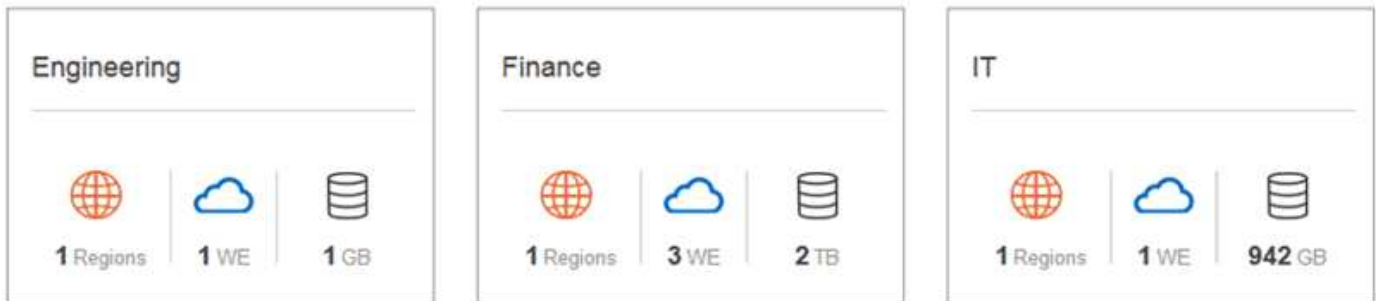 Engineering
1 Regions
1 WE
1 GB
Finance
1 Regions
3 WE
2 TB
IT
1 Regions
1 WE
942 GB